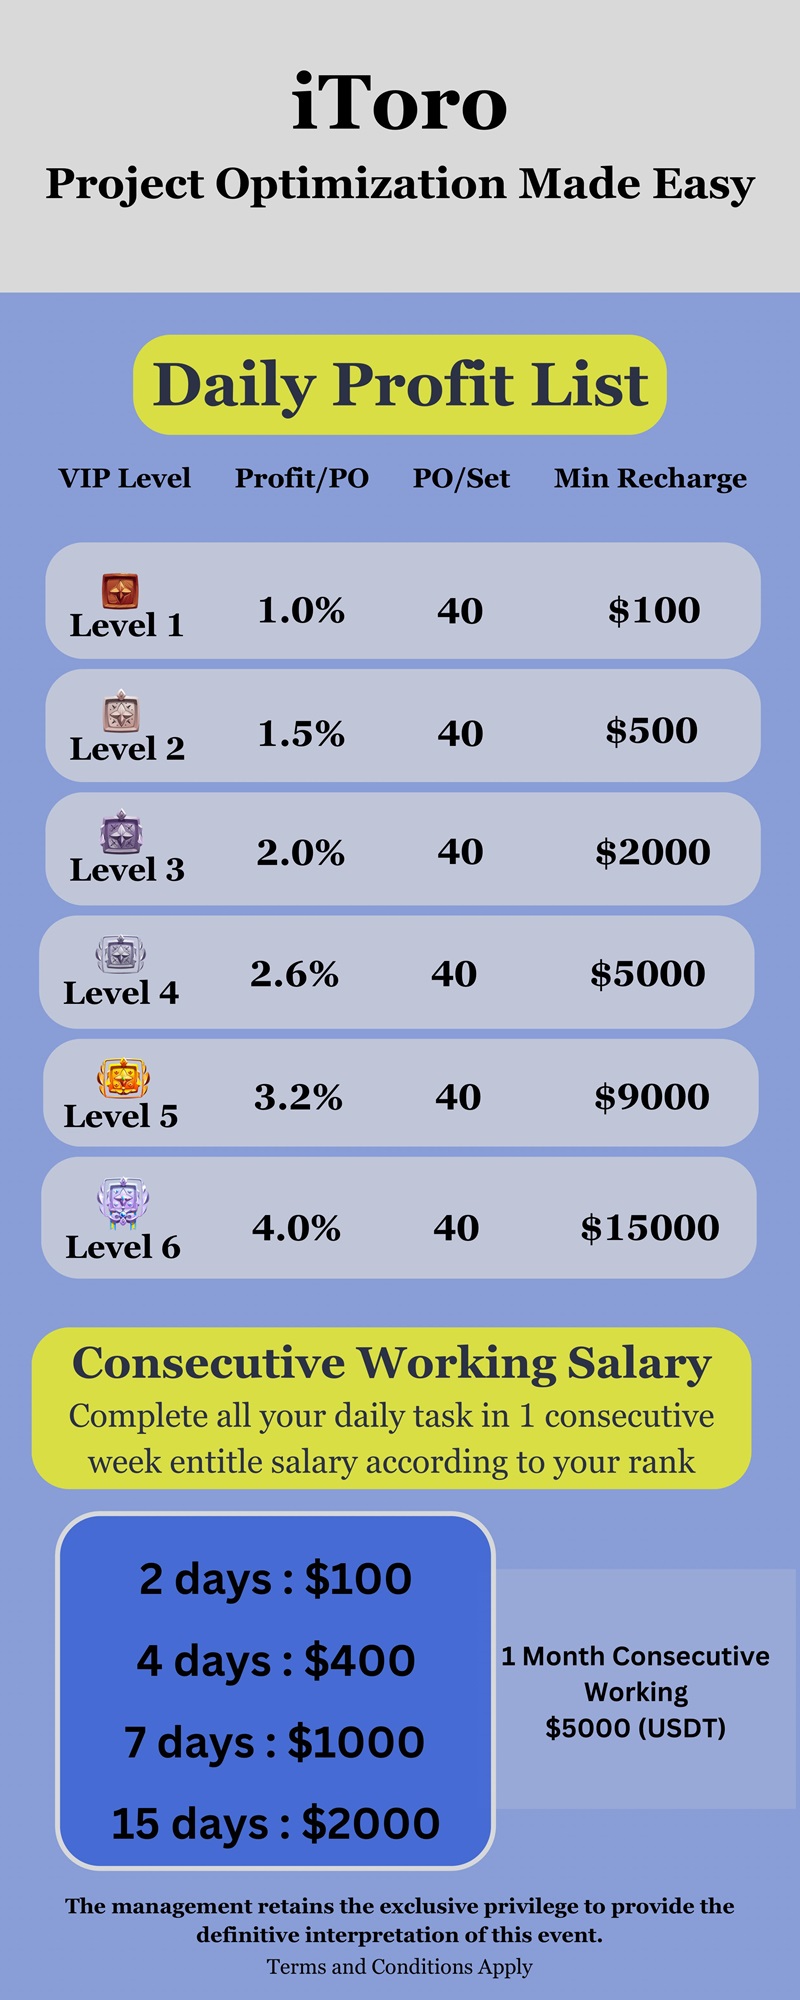 iToro
Project Optimization Made Easy
Daily Profit List
VIP Level Profit/PO PO/Set Min Recharge
Level 1 1.0% 40 $100
Level 2 1.5% 40 $500
Level 3 2.0% 40 $2000
Level 4 2.6% 40 $5000
Level 5 3.2% 40 $9000
Level 6 4.0% 40 $15000
Consecutive Working Salary
Complete all your daily task in 1 consecutive
week entitle salary according to your rank
2 days : $100
4 days : $400
7 days : $1000
15 days : $2000
1 Month Consecutive
Working
$5000 (USDT)
The management retains the exclusive privilege to provide the
definitive interpretation of this event.
Terms and Conditions Apply